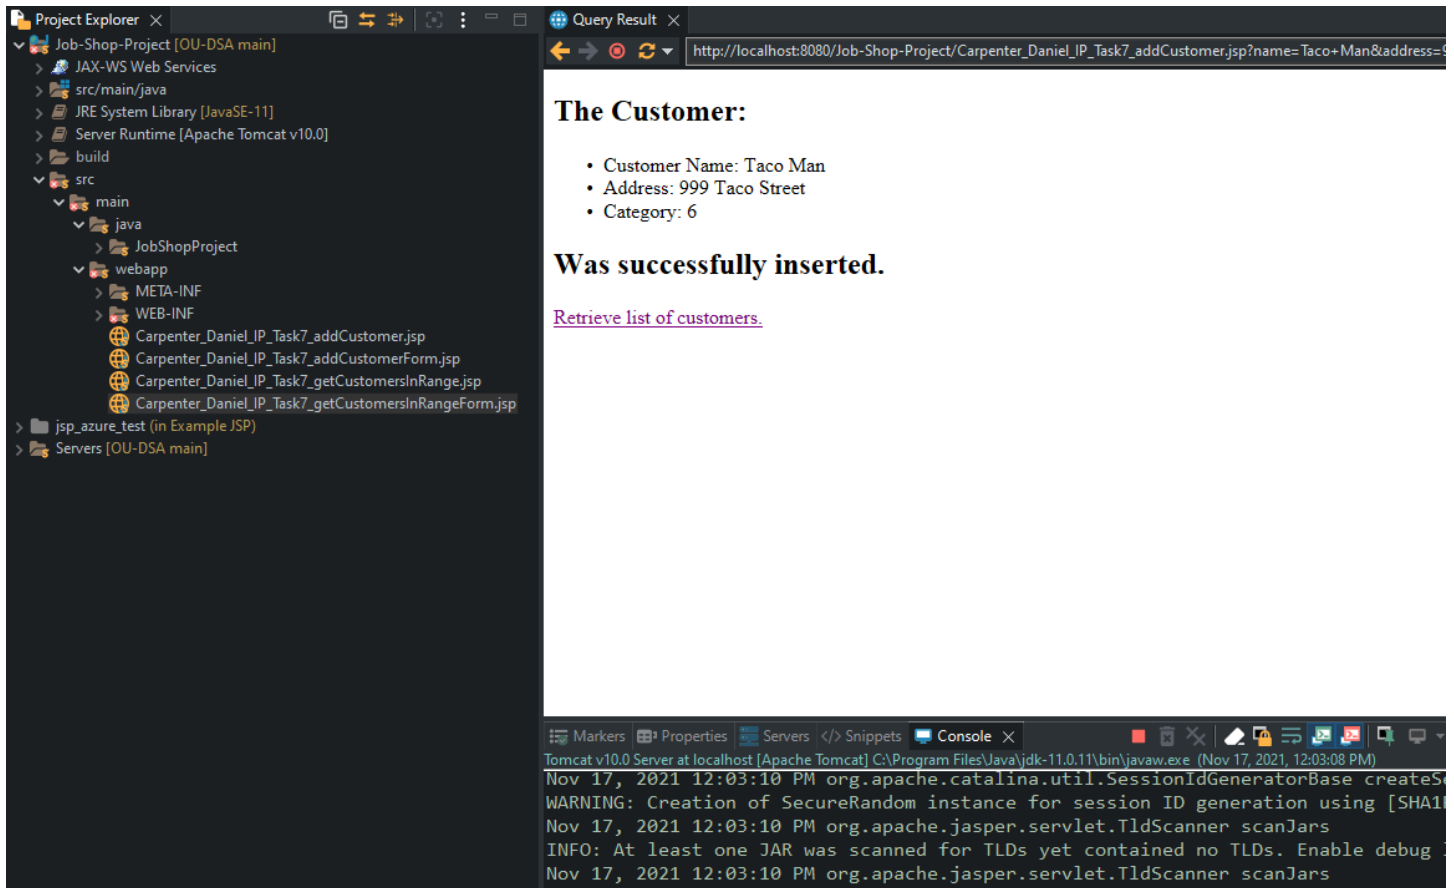 Project Explorer
Job-Shop-Project [OU-DSA main]
JAX-WS Web Services
src/main/java
JRE System Library [JavaSE-11]
Server Runtime [Apache Tomcat v10.0]
build
src
main
java
JobShopProject
webapp
META-INF
WEB-INF
Carpenter_Daniel_IP_Task7_addCustomer.jsp
Carpenter_Daniel_IP_Task7_addCustomerForm.jsp
Carpenter_Daniel_IP_Task7_getCustomersInRange.jsp
Carpenter_Daniel_IP_Task7_getCustomersInRangeForm.jsp
jsp_azure_test (in Example JSP)
Servers [OU-DSA main]
Query Result
http://localhost:8080/Job-Shop-Project/Carpenter_Daniel_IP_Task7_addCustomer.jsp?name=Taco+Man&address=9
The Customer:
• Customer Name: Taco Man
• Address: 999 Taco Street
• Category: 6
Was successfully inserted.
Retrieve list of customers.
Markers Properties Servers </> Snippets Console
Tomcat v10.0 Server at localhost [Apache Tomcat] C:\Program Files\Java\jdk-11.0.11\bin\javaw.exe (Nov 17, 2021, 12:03:08 PM)
Nov 17, 2021 12:03:10 PM org.apache.catalina.util.SessionIdGeneratorBase createSe
WARNING: Creation of SecureRandom instance for session ID generation using [SHA1
Nov 17, 2021 12:03:10 PM org.apache.jasper.servlet.TldScanner scanJars
INFO: At least one JAR was scanned for TLDs yet contained no TLDs. Enable debug
Nov 17, 2021 12:03:10 PM org.apache.jasper.servlet.TldScanner scanJars